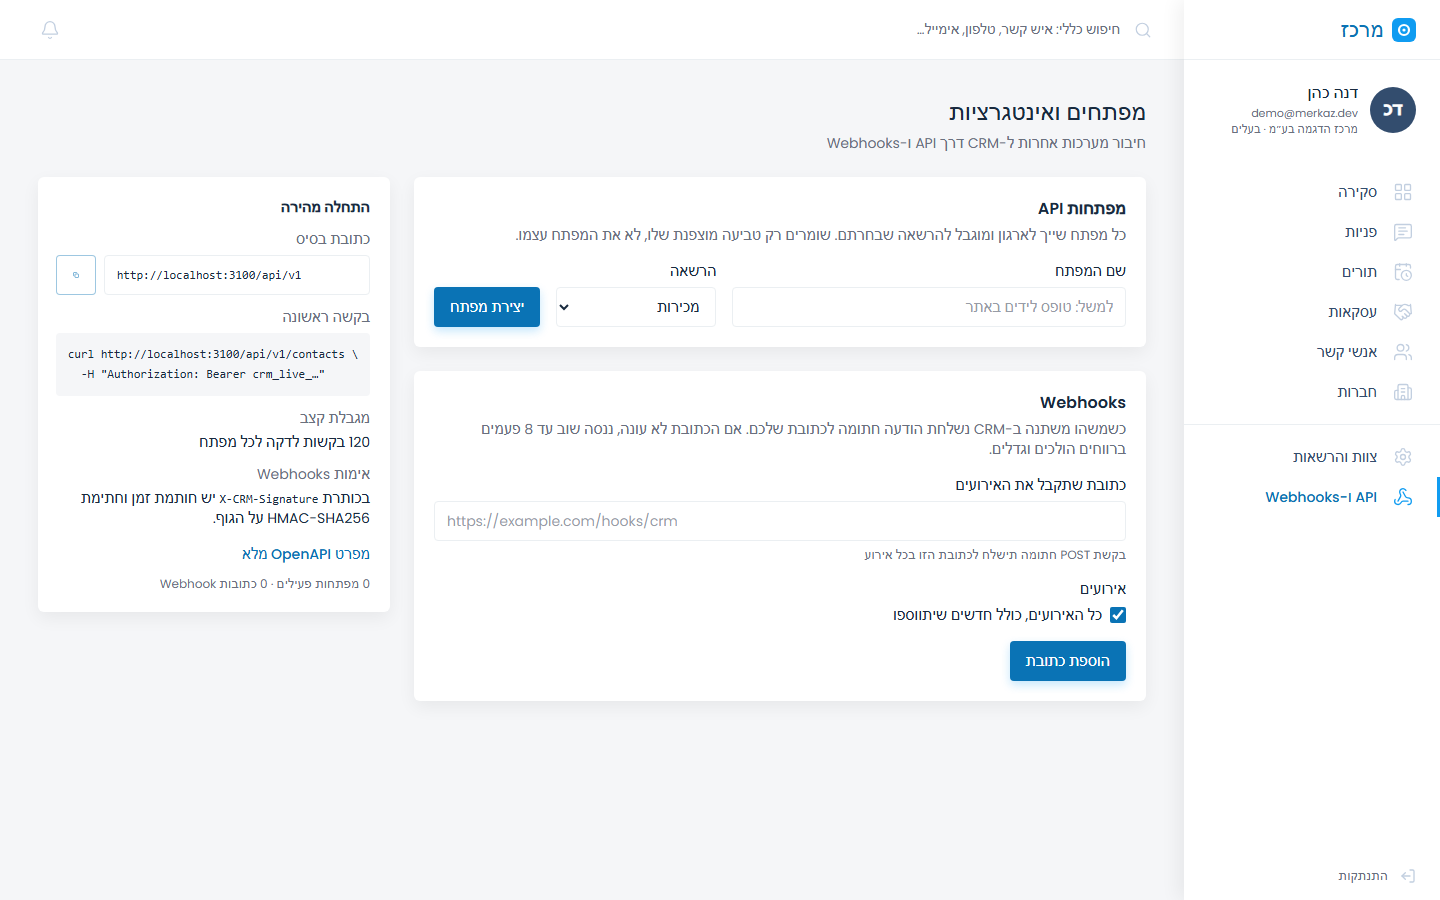 מרכז
חיפוש כללי: איש קשר, טלפון, אימייל...
דכ
דנה כהן
demo@merkaz.dev
מרכז הדגמה בע״מ · בעלים
סקירה
פניות
תורים
עסקאות
אנשי קשר
חברות
צוות והרשאות
API ו-Webhooks
התנתקות
מפתחים ואינטגרציות
חיבור מערכות אחרות ל-CRM דרך API ו-Webhooks
מפתחות API
כל מפתח שייך לארגון ומוגבל להרשאה שבחרתם. שומרים רק טביעה מוצפנת שלו, לא את המפתח עצמו.
שם המפתח
הרשאה
למשל: טופס לידים באתר
מכירות
יצירת מפתח
Webhooks
כשמשהו משתנה ב-CRM נשלחת הודעה חתומה לכתובת שלכם. אם הכתובת לא עונה, ננסה שוב עד 8 פעמים
ברווחים הולכים וגדלים.
כתובת שתקבל את האירועים
https://example.com/hooks/crm
בקשת POST חתומה תישלח לכתובת הזו בכל אירוע
אירועים
כל האירועים, כולל חדשים שיתווספו
הוספת כתובת
התחלה מהירה
כתובת בסיס
http://localhost:3100/api/v1
בקשה ראשונה
curl http://localhost:3100/api/v1/contacts \
-H "Authorization: Bearer crm_live_…"
מגבלת קצב
120 בקשות לדקה לכל מפתח
אימות Webhooks
בכותרת X-CRM-Signature יש חותמת זמן וחתימת
HMAC-SHA256 על הגוף.
מפרט OpenAPI מלא
0 מפתחות פעילים · 0 כתובות Webhook